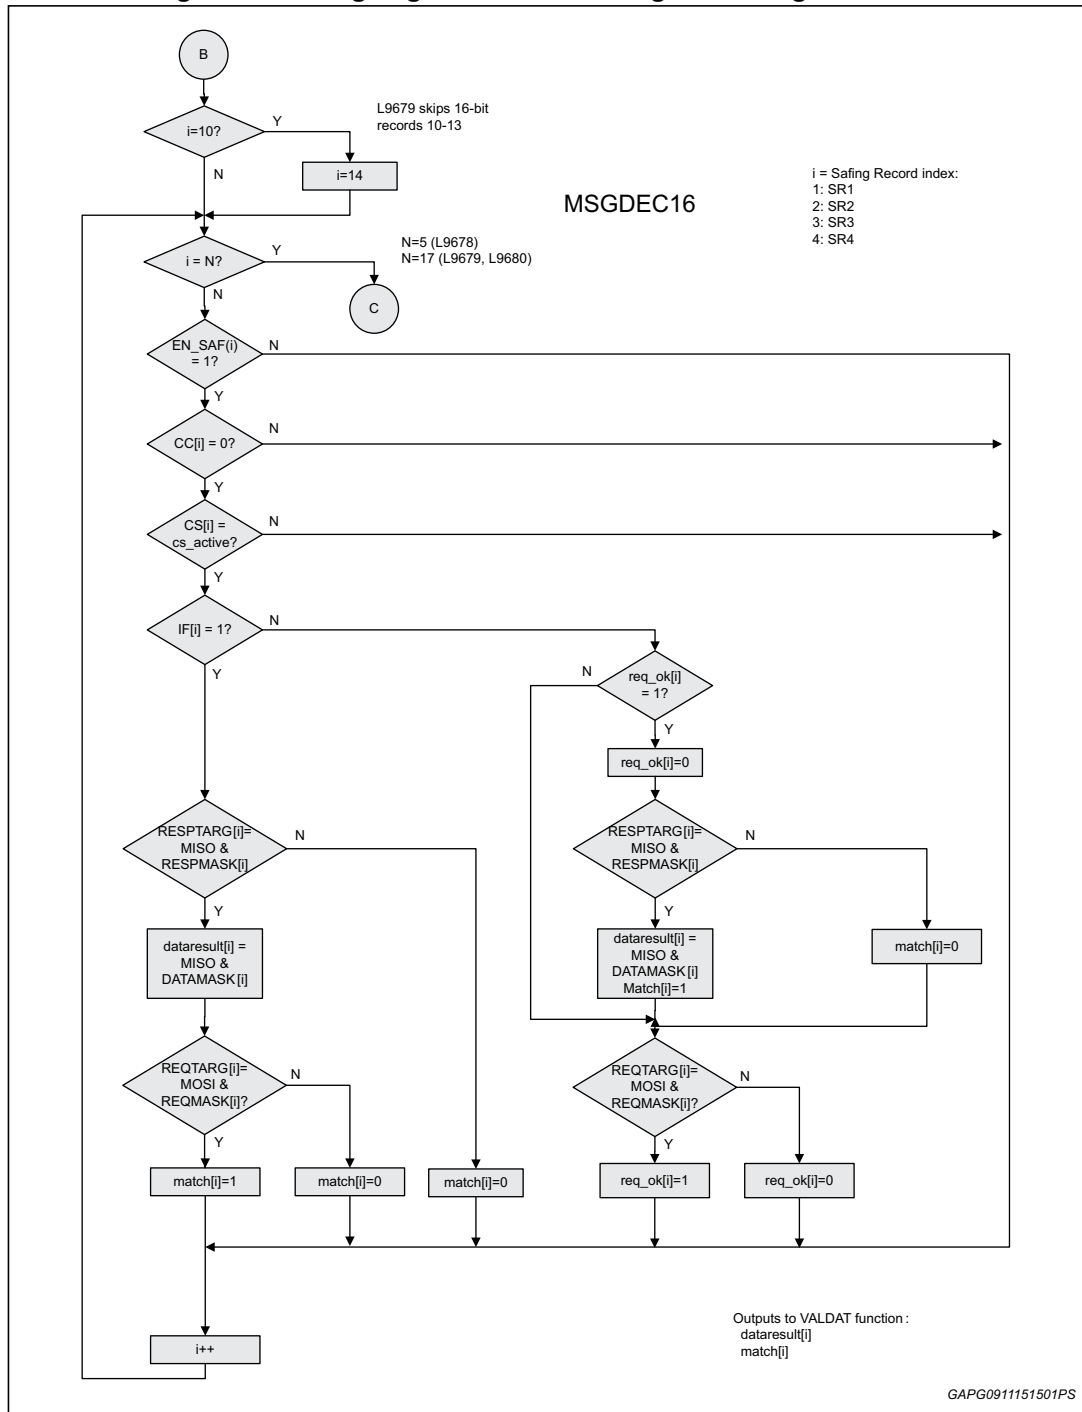 B
i=10?
Y
N
L9679 skips 16-bit
records 10-13
i=14
MSGDEC16
i = Safing Record index:
1: SR1
2: SR2
3: SR3
4: SR4
i = N?
Y
N
N=5 (L9678)
N=17 (L9679, L9680)
C
EN_SAF(i)
= 1?
N
Y
CC[i] = 0?
N
Y
CS[i] =
cs_active?
N
Y
IF[i] = 1?
N
Y
req_ok[i]
= 1?
N
Y
req_ok[i]=0
RESPTARG[i]=
MISO &
RESPMASK[i]
N
Y
RESPTARG[i]=
MISO &
RESPMASK[i]
N
Y
dataresult[i] =
MISO &
DATAMASK[i]
dataresult[i] =
MISO &
DATAMASK[i]
Match[i]=1
match[i]=0
REQTARG[i]=
MOSI &
REQMASK[i]?
N
Y
REQTARG[i]=
MOSI &
REQMASK[i]?
N
Y
match[i]=1
match[i]=0
match[i]=0
req_ok[i]=1
req_ok[i]=0
i++
Outputs to VALDAT function :
dataresult[i]
match[i]
GAPG0911151501PS